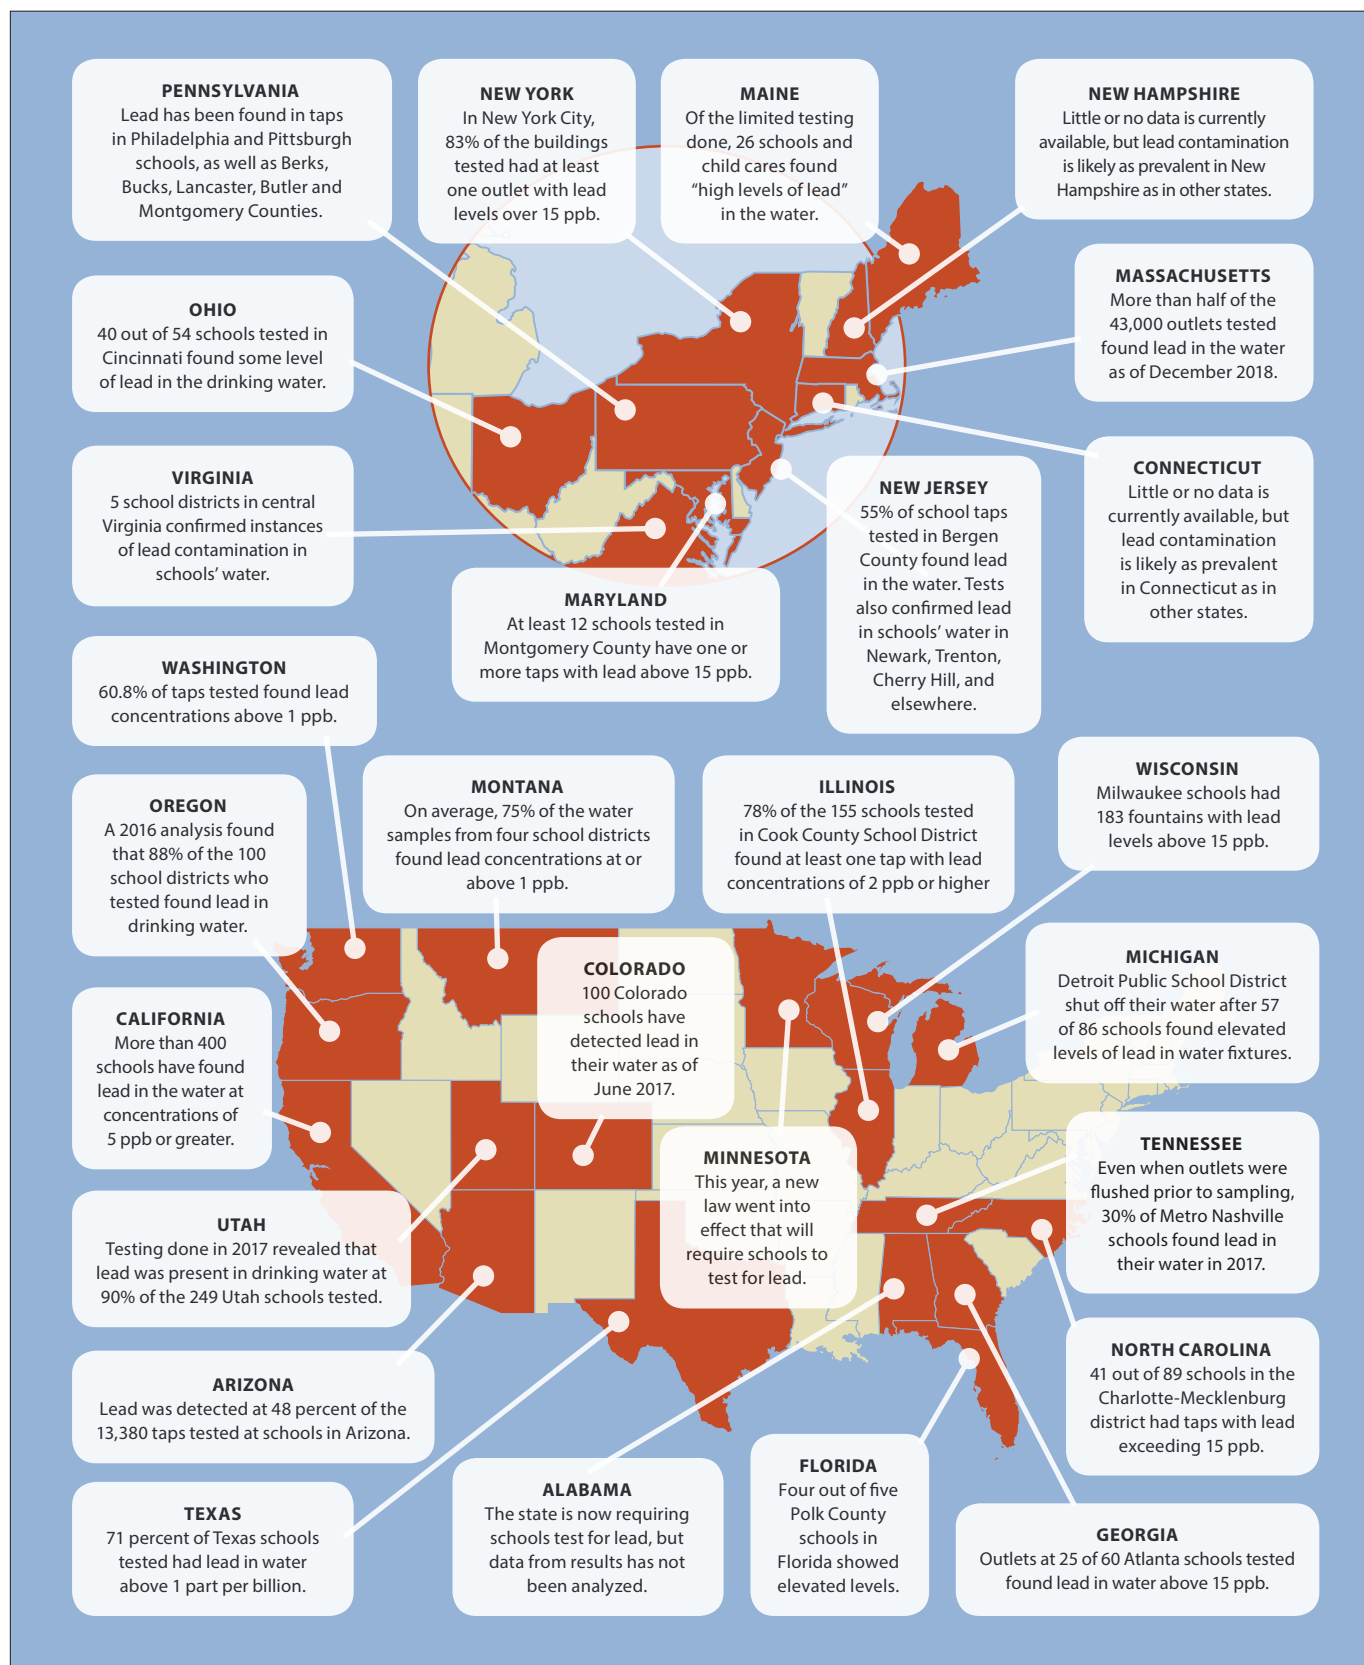 PENNSYLVANIA
Lead has been found in taps
in Philadelphia and Pittsburgh
schools, as well as Berks,
Bucks, Lancaster, Butler and
Montgomery Counties.
NEW YORK
In New York City,
83% of the buildings
tested had at least
one outlet with lead
levels over 15 ppb.
MAINE
Of the limited testing
done, 26 schools and
child cares found
“high levels of lead”
in the water.
NEW HAMPSHIRE
Little or no data is currently
available, but lead contamination
is likely as prevalent in New
Hampshire as in other states.
OHIO
40 out of 54 schools tested in
Cincinnati found some level
of lead in the drinking water.
MASSACHUSETTS
More than half of the
43,000 outlets tested
found lead in the water
as of December 2018.
VIRGINIA
5 school districts in central
Virginia confirmed instances
of lead contamination in
schools’ water.
CONNECTICUT
Little or no data is
currently available, but
lead contamination
is likely as prevalent
in Connecticut as in
other states.
NEW JERSEY
55% of school taps
tested in Bergen
County found lead
in the water. Tests
also confirmed lead
in schools’ water in
Newark, Trenton,
Cherry Hill, and
elsewhere.
MARYLAND
At least 12 schools tested in
Montgomery County have one or
more taps with lead above 15 ppb.
WASHINGTON
60.8% of taps tested found lead
concentrations above 1 ppb.
OREGON
A 2016 analysis found
that 88% of the 100
school districts who
tested found lead in
drinking water.
MONTANA
On average, 75% of the water
samples from four school districts
found lead concentrations at or
above 1 ppb.
ILLINOIS
78% of the 155 schools tested
in Cook County School District
found at least one tap with lead
concentrations of 2 ppb or higher
WISCONSIN
Milwaukee schools had
183 fountains with lead
levels above 15 ppb.
COLORADO
100 Colorado
schools have
detected lead in
their water as of
June 2017.
MICHIGAN
Detroit Public School District
shut off their water after 57
of 86 schools found elevated
levels of lead in water fixtures.
CALIFORNIA
More than 400
schools have found
lead in the water at
concentrations of
5 ppb or greater.
MINNESOTA
This year, a new
law went into
effect that will
require schools to
test for lead.
TENNESSEE
Even when outlets were
flushed prior to sampling,
30% of Metro Nashville
schools found lead in
their water in 2017.
UTAH
Testing done in 2017 revealed that
lead was present in drinking water at
90% of the 249 Utah schools tested.
NORTH CAROLINA
41 out of 89 schools in the
Charlotte-Mecklenburg
district had taps with lead
exceeding 15 ppb.
ARIZONA
Lead was detected at 48 percent of the
13,380 taps tested at schools in Arizona.
TEXAS
71 percent of Texas schools
tested had lead in water
above 1 part per billion.
ALABAMA
The state is now requiring
schools test for lead, but
data from results has not
been analyzed.
FLORIDA
Four out of five
Polk County
schools in
Florida showed
elevated levels.
GEORGIA
Outlets at 25 of 60 Atlanta schools tested
found lead in water above 15 ppb.